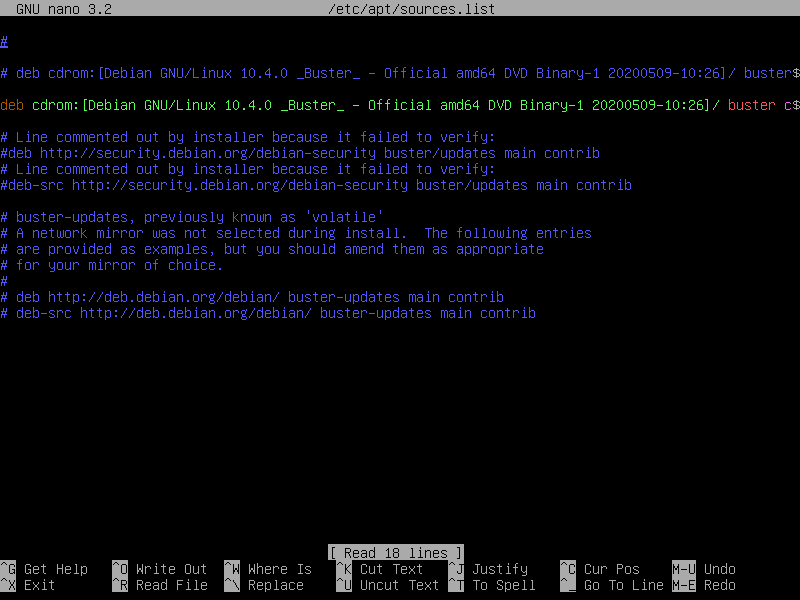 GNU nano 3.2 /etc/apt/sources.list
#
# deb cdrom:[Debian GNU/Linux 10.4.0 _Buster_ - Official amd64 DVD Binary-1 20200509-10:26]/ buster$
deb cdrom:[Debian GNU/Linux 10.4.0 _Buster_ - Official amd64 DVD Binary-1 20200509-10:26]/ buster c$
# Line commented out by installer because it failed to verify:
#deb http://security.debian.org/debian-security buster/updates main contrib
# Line commented out by installer because it failed to verify:
#deb-src http://security.debian.org/debian-security buster/updates main contrib
# buster-updates, previously known as 'volatile'
# A network mirror was not selected during install.  The following entries
# are provided as examples, but you should amend them as appropriate
# for your mirror of choice.
#
# deb http://deb.debian.org/debian/ buster-updates main contrib
# deb-src http://deb.debian.org/debian/ buster-updates main contrib
[ Read 18 lines ]
^G Get Help ^O Write Out ^W Where Is ^K Cut Text ^J Justify ^C Cur Pos M-U Undo
^X Exit ^R Read File ^\ Replace ^U Uncut Text ^T To Spell ^_ Go To Line M-E Redo